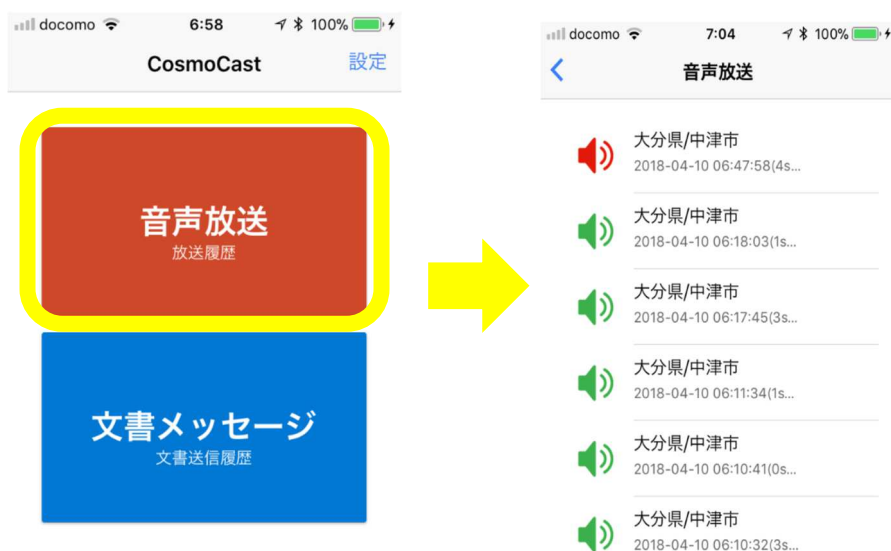 docomo 6:58 100%
CosmoCast 設定
音声放送
放送履歴
文書メッセージ
文書送信履歴
docomo 7:04 100%
音声放送
大分県/中津市
2018-04-10 06:47:58(4s...
大分県/中津市
2018-04-10 06:18:03(1s...
大分県/中津市
2018-04-10 06:17:45(3s...
大分県/中津市
2018-04-10 06:11:34(1s...
大分県/中津市
2018-04-10 06:10:41(0s...
大分県/中津市
2018-04-10 06:10:32(3s...